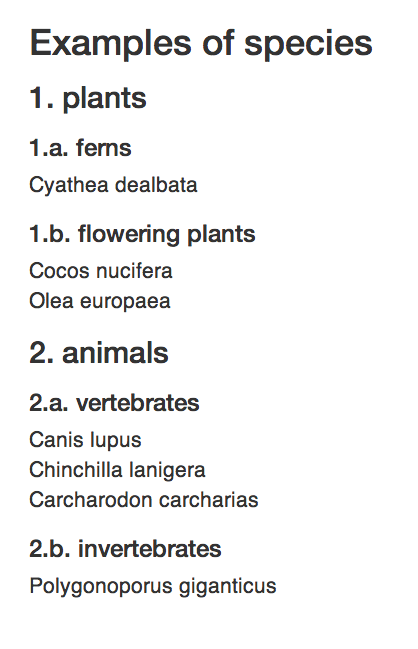 Examples of species
1. plants
1.a. ferns
Cyathea dealbata
1.b. flowering plants
Cocos nucifera
Olea europaea
2. animals
2.a. vertebrates
Canis lupus
Chinchilla lanigera
Carcharodon carcharias
2.b. invertebrates
Polygonoporus giganticus